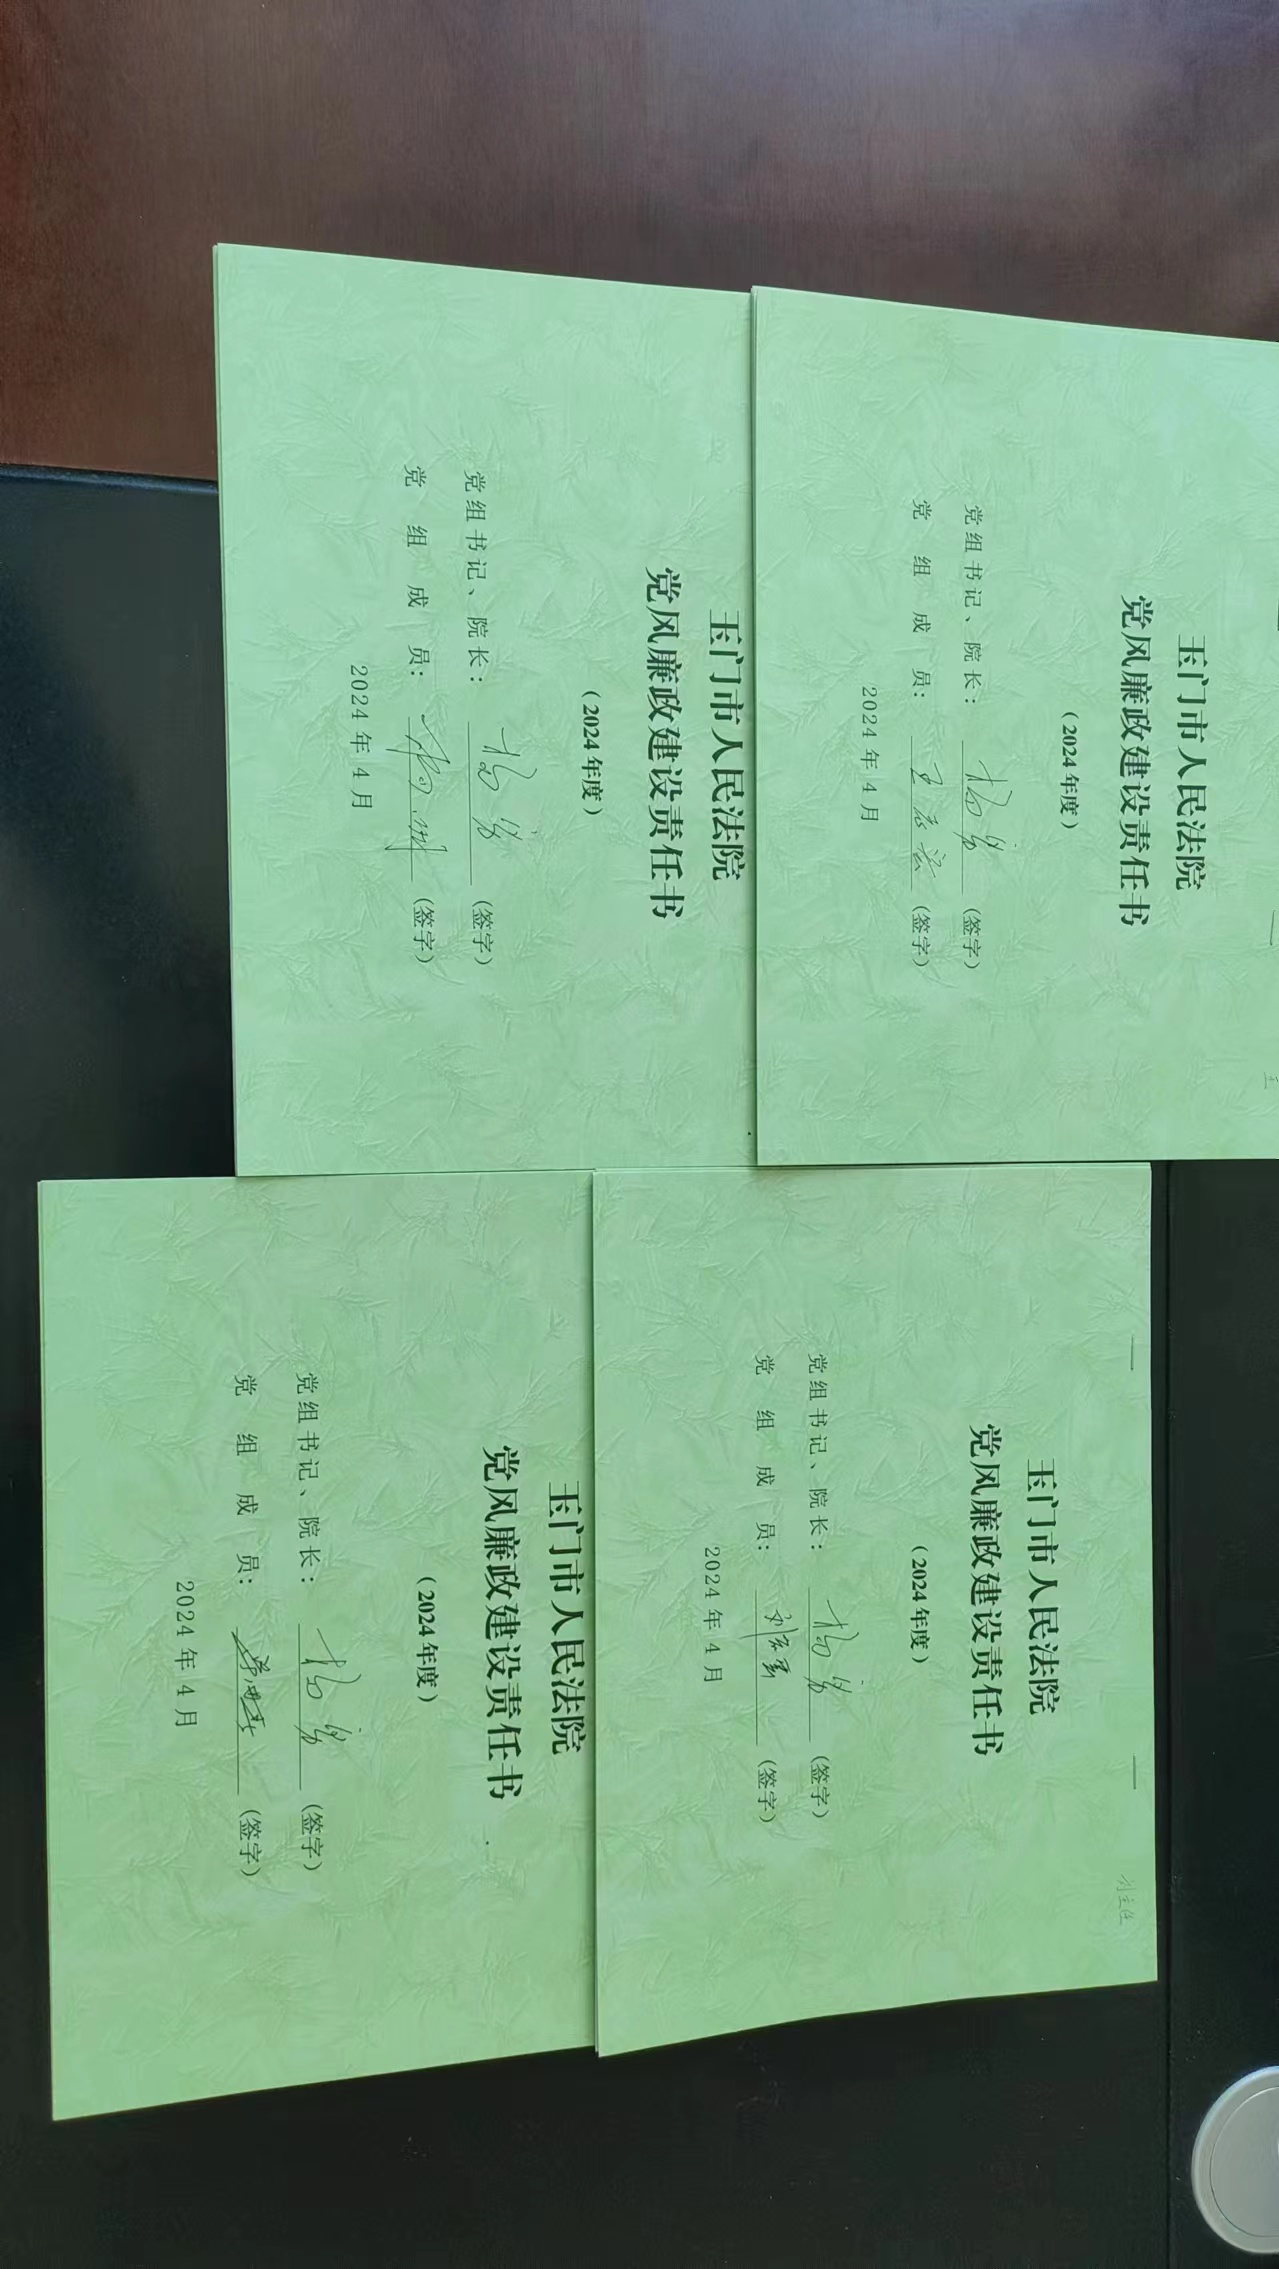 玉门市人民法院
党风廉政建设责任书
（2024年度）
党组书记、院长：（签字）
党组成员：（签字）
2024年4月
玉门市人民法院
党风廉政建设责任书
（2024年度）
党组书记、院长：（签字）
党组成员：（签字）
2024年4月
刘主任
玉门市人民法院
党风廉政建设责任书
（2024年度）
党组书记、院长：（签字）
党组成员：（签字）
2024年4月
玉门市人民法院
党风廉政建设责任书
（2024年度）
党组书记、院长：（签字）
党组成员：（签字）
2024年4月